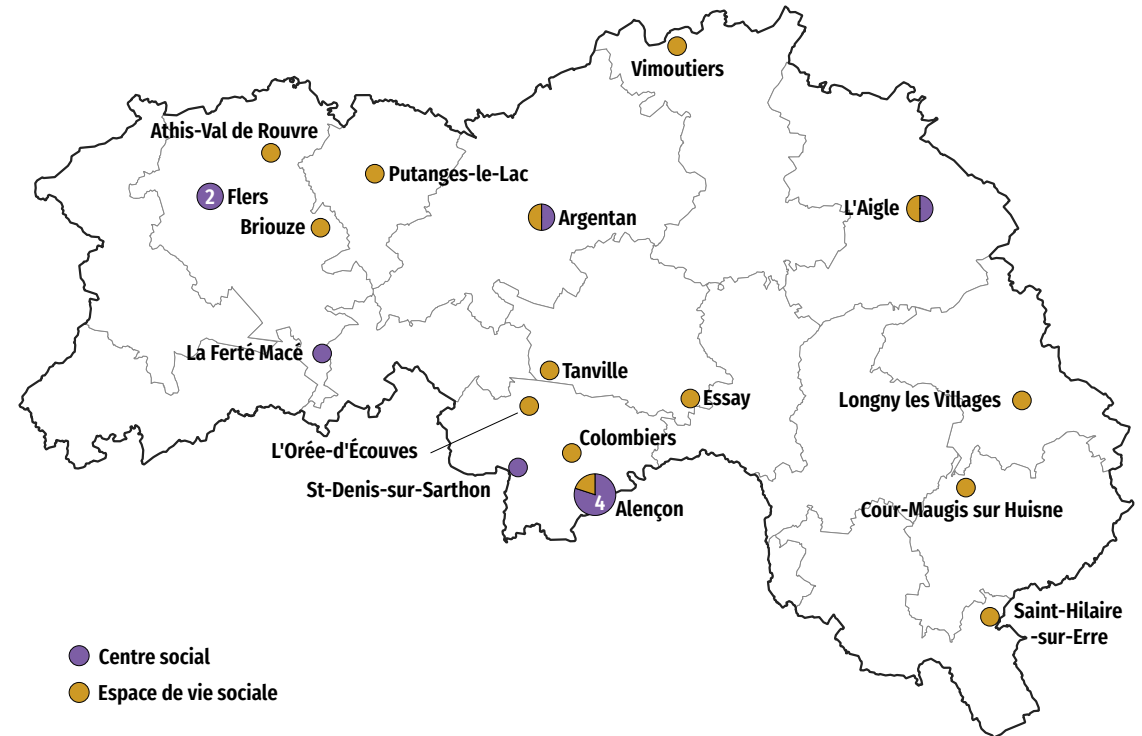 Vimoutiers
Athis-Val de Rouvre
Putanges-le-Lac
2 Flers
L'Aigle
Argentan
Briouze
La Ferté Macé
Tanville
Essay
Longny les Villages
Colombiers
L'Orée-d'Écouves
St-Denis-sur-Sarthon
4
Alençon
Cour-Maugis sur Huisne
Saint-Hilaire
-sur-Erre
Centre social
Espace de vie sociale